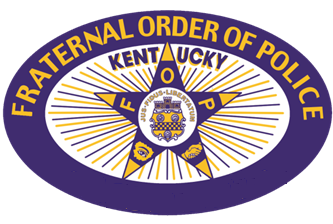 FRATERNAL ORDER OF POLICE
KENTUCKY
F O P
JUS·FIDUS·LIBERTATUM